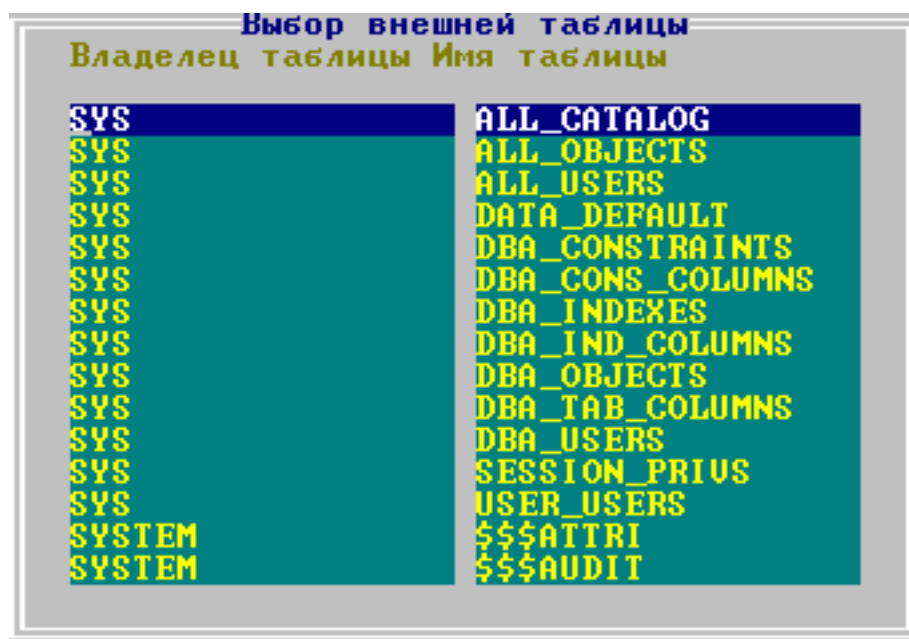 Выбор внешней таблицы
Владелец таблицы Имя таблицы
SYS ALL_CATALOG
SYS ALL_OBJECTS
SYS ALL_USERS
SYS DATA_DEFAULT
SYS DBA_CONSTRAINTS
SYS DBA_CONS_COLUMNS
SYS DBA_INDEXES
SYS DBA_IND_COLUMNS
SYS DBA_OBJECTS
SYS DBA_TAB_COLUMNS
SYS DBA_USERS
SYS SESSION_PRIVS
SYS USER_USERS
SYSTEM $$$ATTRI
SYSTEM $$$AUDIT